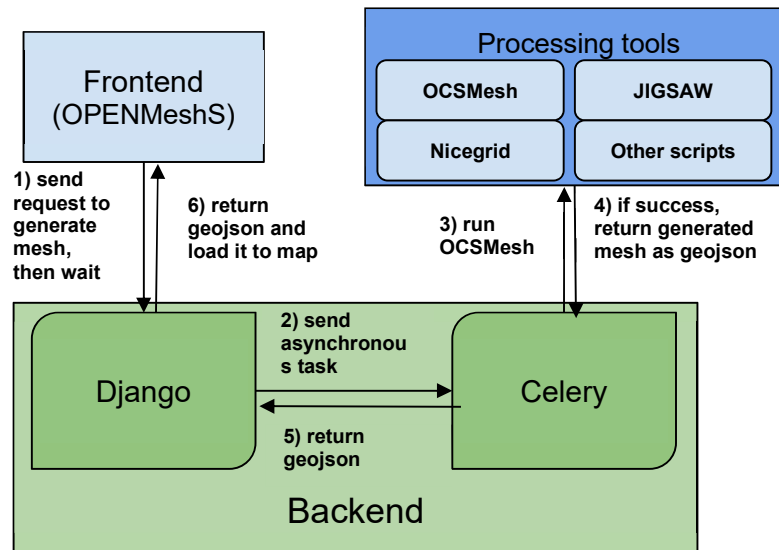 Frontend
(OPENMeshS)
Processing tools
OCSMesh
JIGSAW
Nicegrid
Other scripts
1) send
request to
generate
mesh,
then wait
6) return
geojson and
load it to map
3) run
OCSMesh
4) if success,
return generated
mesh as geojson
2) send
asynchronou
s task
Django
Celery
5) return
geojson
Backend